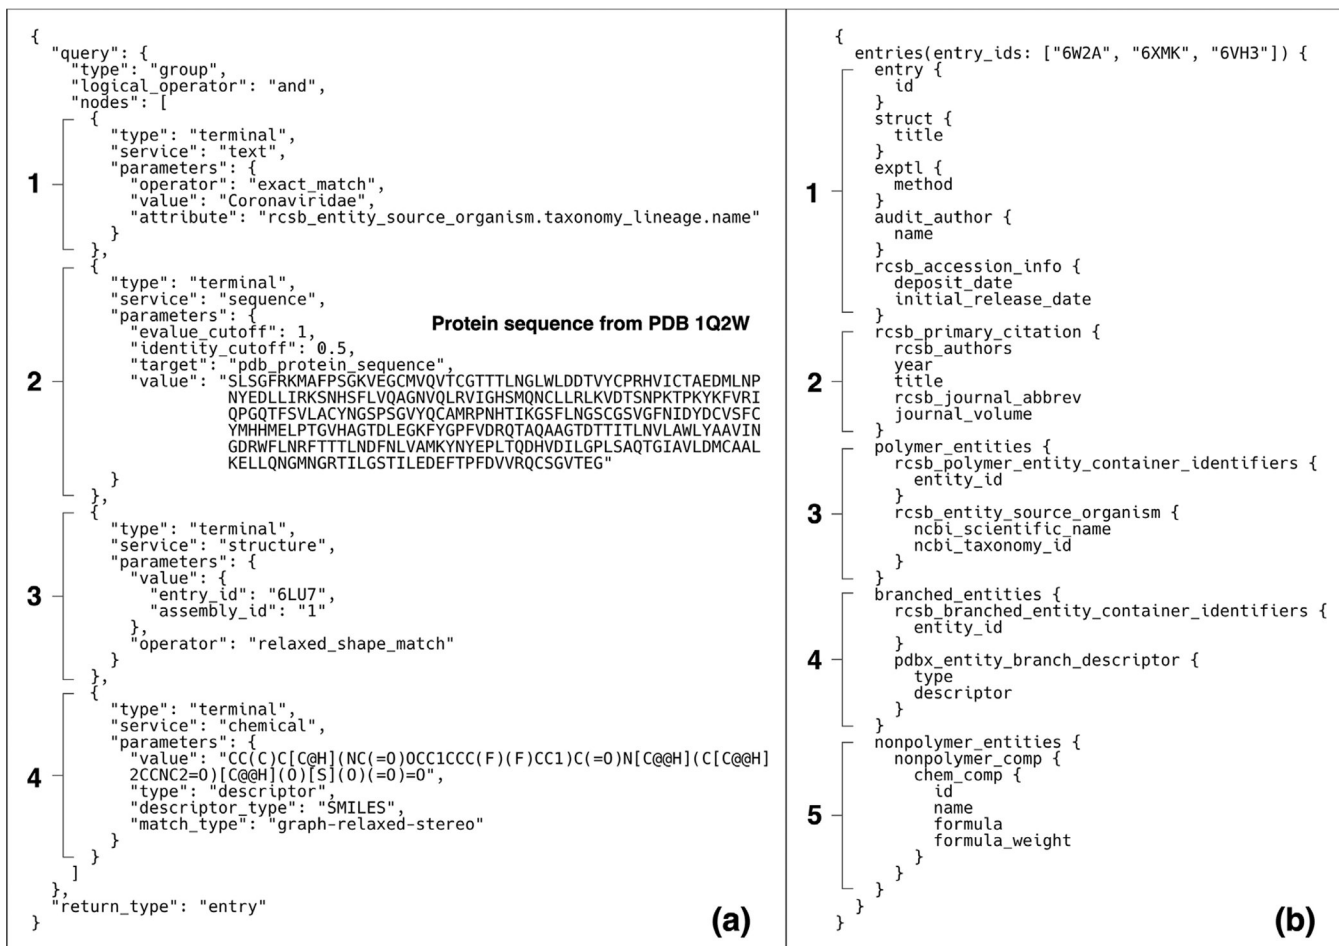 {
"query": {
"type": "group",
"logical_operator": "and",
"nodes": [
{
"type": "terminal",
"service": "text",
"parameters": {
1
"operator": "exact_match",
"value": "Coronaviridae",
"attribute": "rcsb_entity_source_organism.taxonomy_lineage.name"
}
},
{
"type": "terminal",
"service": "sequence",
"parameters": {
Protein sequence from PDB 1Q2W
"evalue_cutoff": 1,
"identity_cutoff": 0.5,
"target": "pdb_protein_sequence",
2
"value": "SLSGFRKMAFPSGKVEGCMVQVTCGTTTLNGLWLDDTVYCPRHVICTAEDMLNP
NYEDLLIRKSNHSFLVQAGNVQLRVIGHSMQNCLLRLKVDTSNPKTPKYKFVRI
QPGQTFSVLACYNGSPSGVYQCAMRPNHTIKGSFLNGSCGSVGFNIDYDCVSFC
YMHHMELPTGVHAGTDLEGKFYGPFVDRQTAQAAGTDTTITLNVLAWLYAAVIN
GDRWFLNRFTTTLNDFNLVAMKYNYEPLTQDHVDILGPLSAQTGIAVLDMCAAL
KELLQNGMNGRTILGSTILEDEFTPFDVVRQCSGVTEG"
}
},
{
"type": "terminal",
"service": "structure",
"parameters": {
"value": {
3
"entry_id": "6LU7",
"assembly_id": "1"
},
"operator": "relaxed_shape_match"
}
},
{
"type": "terminal",
"service": "chemical",
"parameters": {
4
"value": "CC(C)C[C@H](NC(=O)OCC1CCC(F)(F)CC1)C(=O)N[C@@H](C[C@@H]
2CCNC2=O)[C@@H](O)[S](O)(=O)=O",
"type": "descriptor",
"descriptor_type": "SMILES",
"match_type": "graph-relaxed-stereo"
}
}
]
},
"return_type": "entry"
}
(a)
{
entries(entry_ids: ["6W2A", "6XMK", "6VH3"]) {
entry {
id
}
struct {
title
}
exptl {
1
method
}
audit_author {
name
}
rcsb_accession_info {
deposit_date
initial_release_date
}
rcsb_primary_citation {
rcsb_authors
year
2
title
rcsb_journal_abbrev
journal_volume
}
polymer_entities {
rcsb_polymer_entity_container_identifiers {
entity_id
}
3
rcsb_entity_source_organism {
ncbi_scientific_name
ncbi_taxonomy_id
}
}
branched_entities {
rcsb_branched_entity_container_identifiers {
entity_id
}
4
pdbx_entity_branch_descriptor {
type
descriptor
}
}
nonpolymer_entities {
nonpolymer_comp {
chem_comp {
id
name
5
formula
formula_weight
}
}
}
}
}
(b)